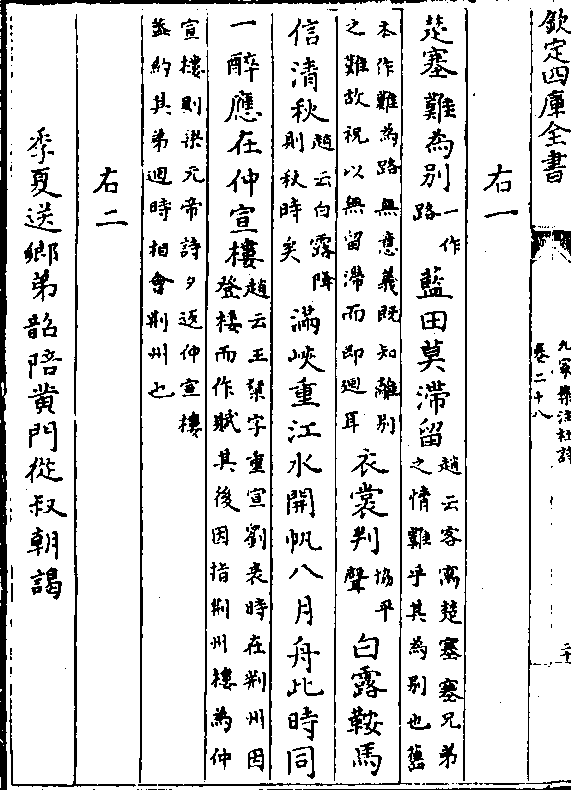 欽定四庫全書
九家集注杜詩
卷二十八
右一
楚塞難為別一作路藍田莫滯留趙云客寓楚塞塞兄弟之情難乎其為別也舊
本作難為路無意義既知離別之難故祝以無留滯而即迴耳衣裳判協平聲白露鞍馬
信清秋趙云白露降則秋時矣滿峽重江水開帆八月舟此時同
一醉應在仲宣樓趙云王粲字重宣劉表時在荆州因登樓而作賦其後因指荆州樓為仲
宣樓則梁元帝詩夕返仲宣樓葢約其弟迴時相會荆州也
右二
季夏送鄉弟韶陪黄門從叔朝謁